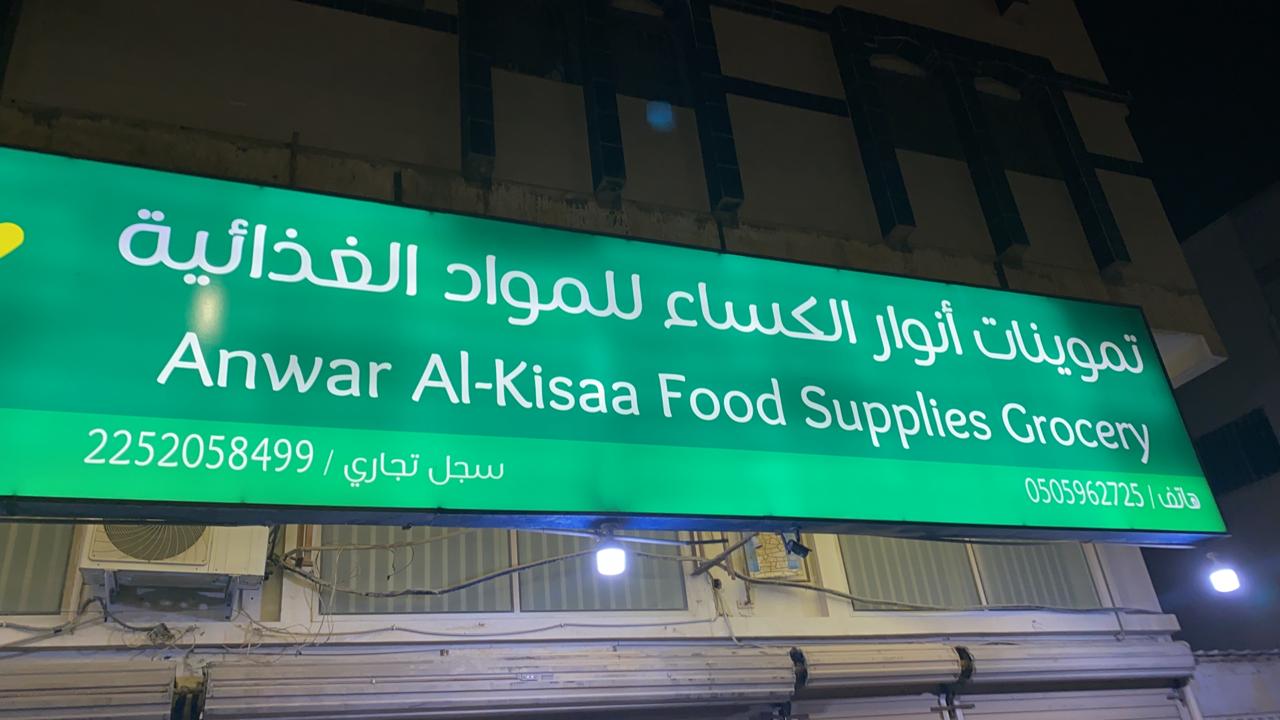 تموينات أنوار الكساء للمواد الغذائية
Anwar Al-Kisaa Food Supplies Grocery
هاتف / 0505962725
سجل تجاري / 2252058499